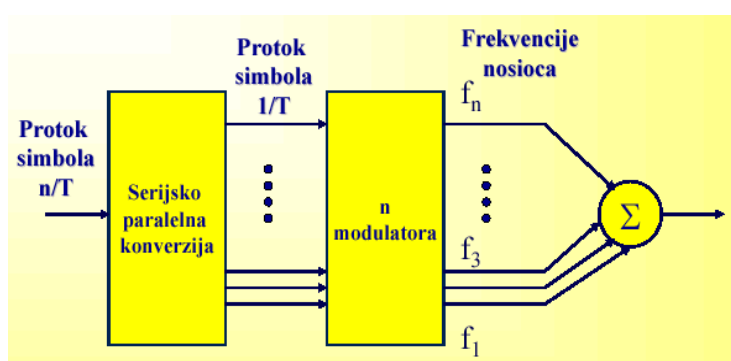 Protok
simbola
n/T
Serijsko
paralelna
konverzija
Protok
simbola
1/T
n
modulatora
Frekvencije
nosioca
fn
f3
f1
Σ